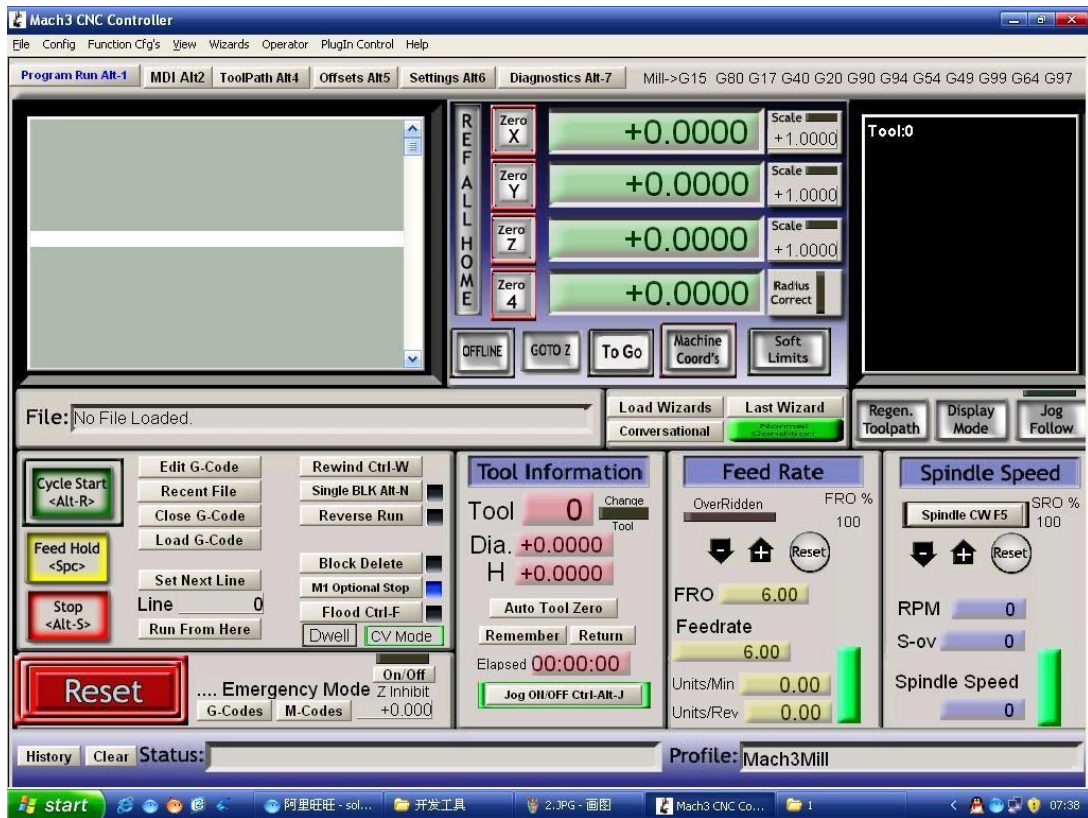 Mach3 CNC Controller
File Config Function Cfg's View Wizards Operator PlugIn Control Help
Program Run Alt-1 MDI Alt2 ToolPath Alt4 Offsets Alt5 Settings Alt6 Diagnostics Alt-7 Mill->G15 G80 G17 G40 G20 G90 G94 G54 G49 G99 G64 G97
REF ALL HOME
Zero X +0.0000 Scale +1.0000
Zero Y +0.0000 Scale +1.0000
Zero Z +0.0000 Scale +1.0000
Zero 4 +0.0000 Radius Correct
OFFLINE GOTO Z To Go Machine Coord's Soft Limits
Tool:0
File: No File Loaded.
Load Wizards Last Wizard
Conversational Normal Condition
Regen. Toolpath Display Mode Jog Follow
Cycle Start <Alt-R>
Feed Hold <Spc>
Stop <Alt-S>
Edit G-Code
Recent File
Close G-Code
Load G-Code
Set Next Line
Line 0
Run From Here
Rewind Ctrl-W
Single BLK Alt-N
Reverse Run
Block Delete
M1 Optional Stop
Flood Ctrl-F
Dwell CV Mode
Reset
.... Emergency Mode
G-Codes M-Codes
On/Off
Z Inhibit
+0.000
Tool Information
Tool 0 Change Tool
Dia. +0.0000
H +0.0000
Auto Tool Zero
Remember Return
Elapsed 00:00:00
Jog ON/OFF Ctrl-Alt-J
Feed Rate
OverRidden FRO %
100
Reset
FRO 6.00
Feedrate
6.00
Units/Min 0.00
Units/Rev 0.00
Spindle Speed
Spindle CW F5 SRO %
100
Reset
RPM 0
S-ov 0
Spindle Speed
0
History Clear Status:
Profile: Mach3Mill
start 阿里旺旺 - sol... 开发工具 2.JPG - 画图 Mach3 CNC Co... 1 07:38